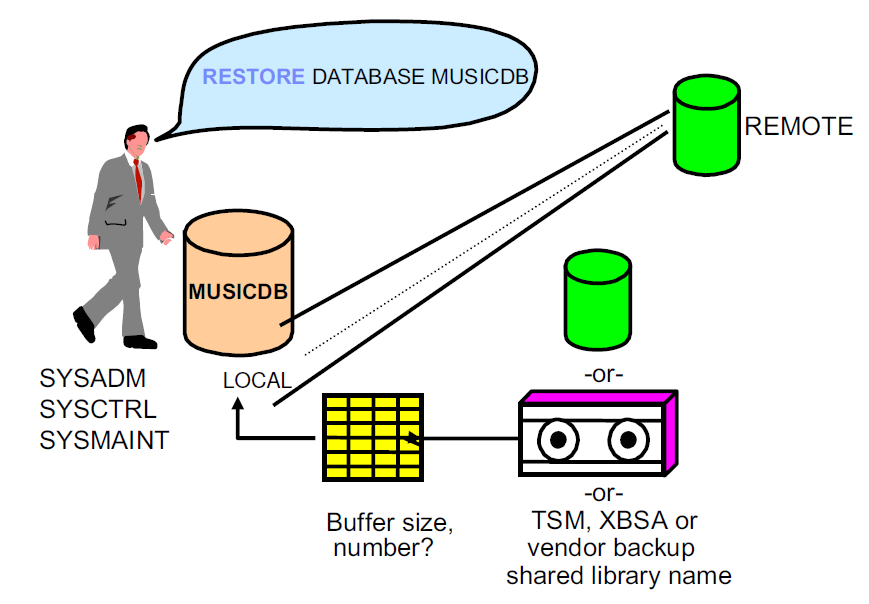 RESTORE DATABASE MUSICDB
REMOTE
MUSICDB
LOCAL
SYSADM
SYSCTRL
SYSMAINT
-or-
-or-
Buffer size,
number?
TSM, XBSA or
vendor backup
shared library name